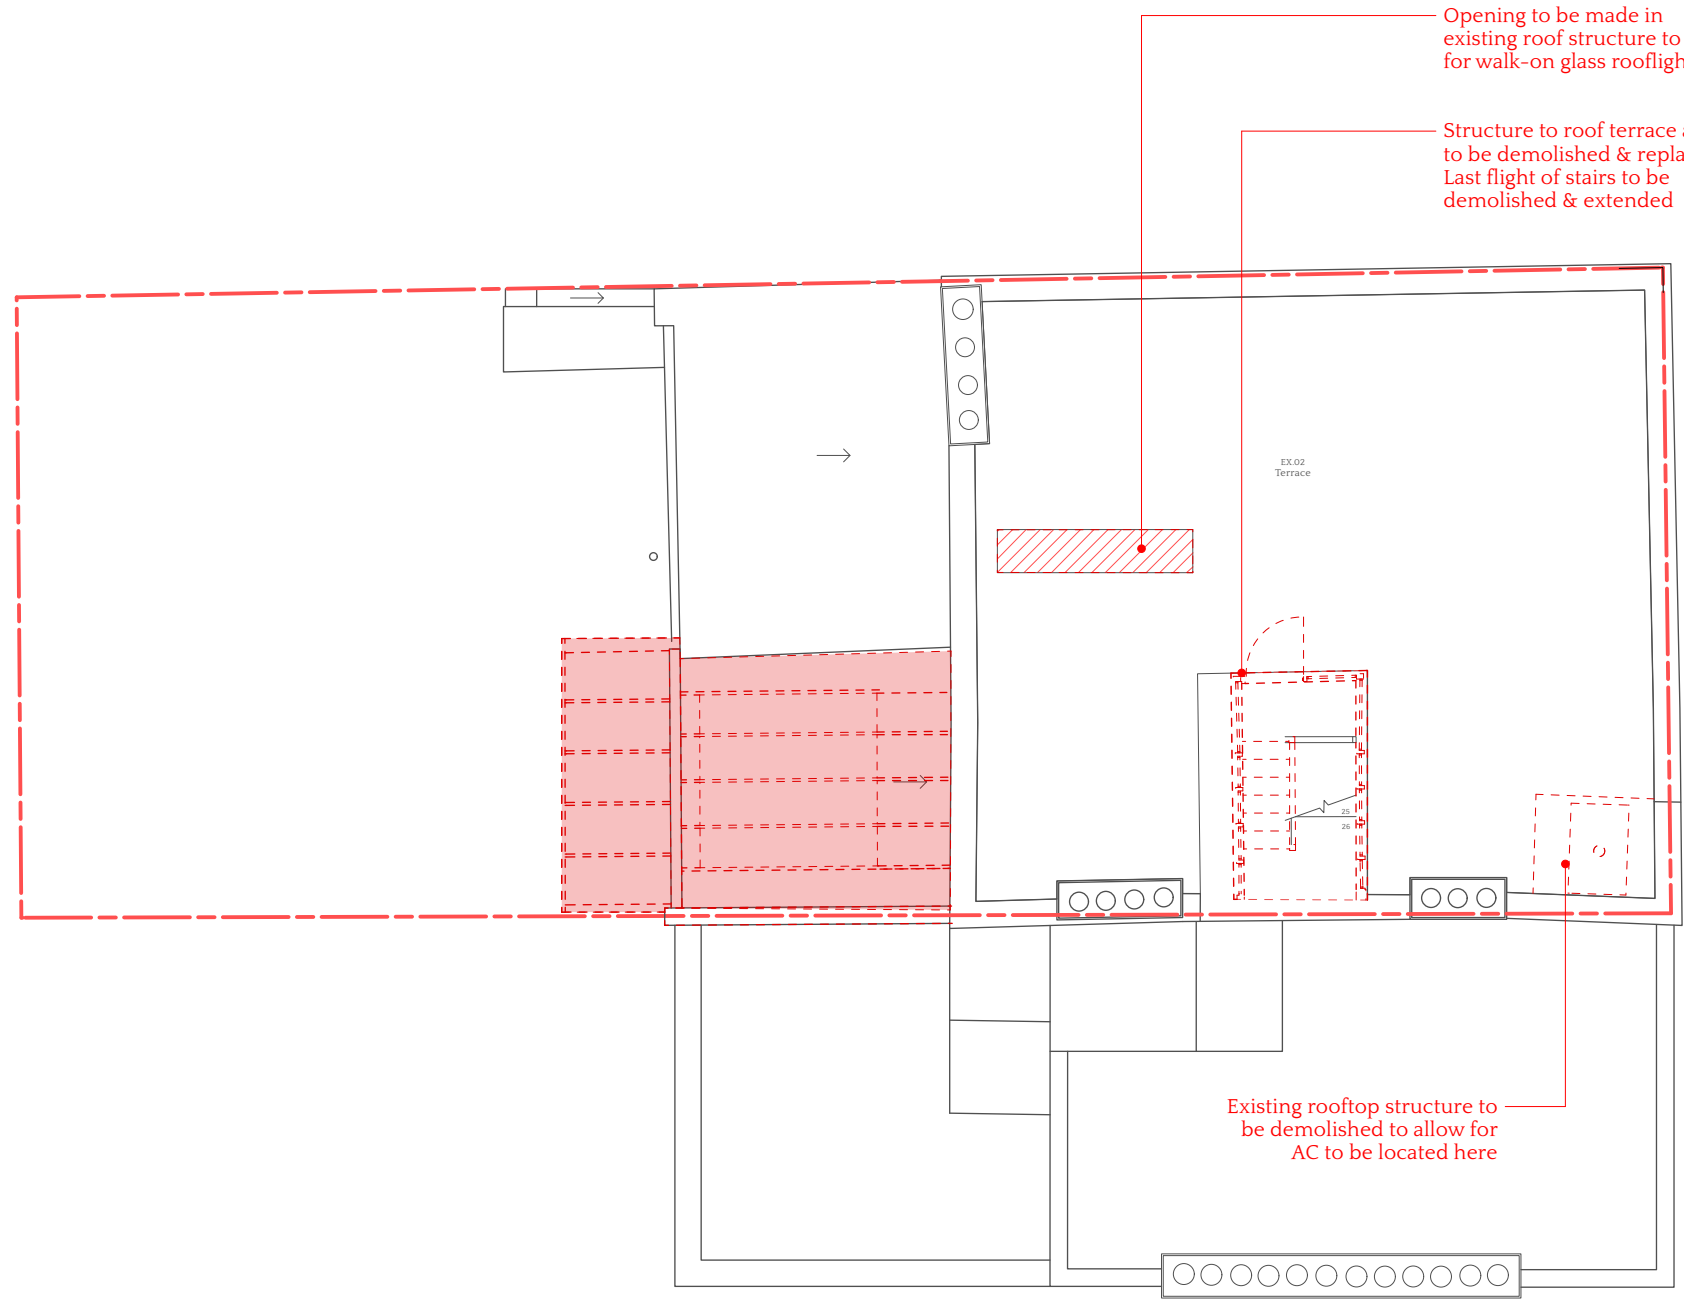 Opening to be made in
existing roof structure to
for walk-on glass
Structure to roof terrace
to be demolished &
Last flight of stairs to be
demolished & extended
EX.02
Terrace
25
26
Existing rooftop structure to
be demolished to allow for
AC to be located here